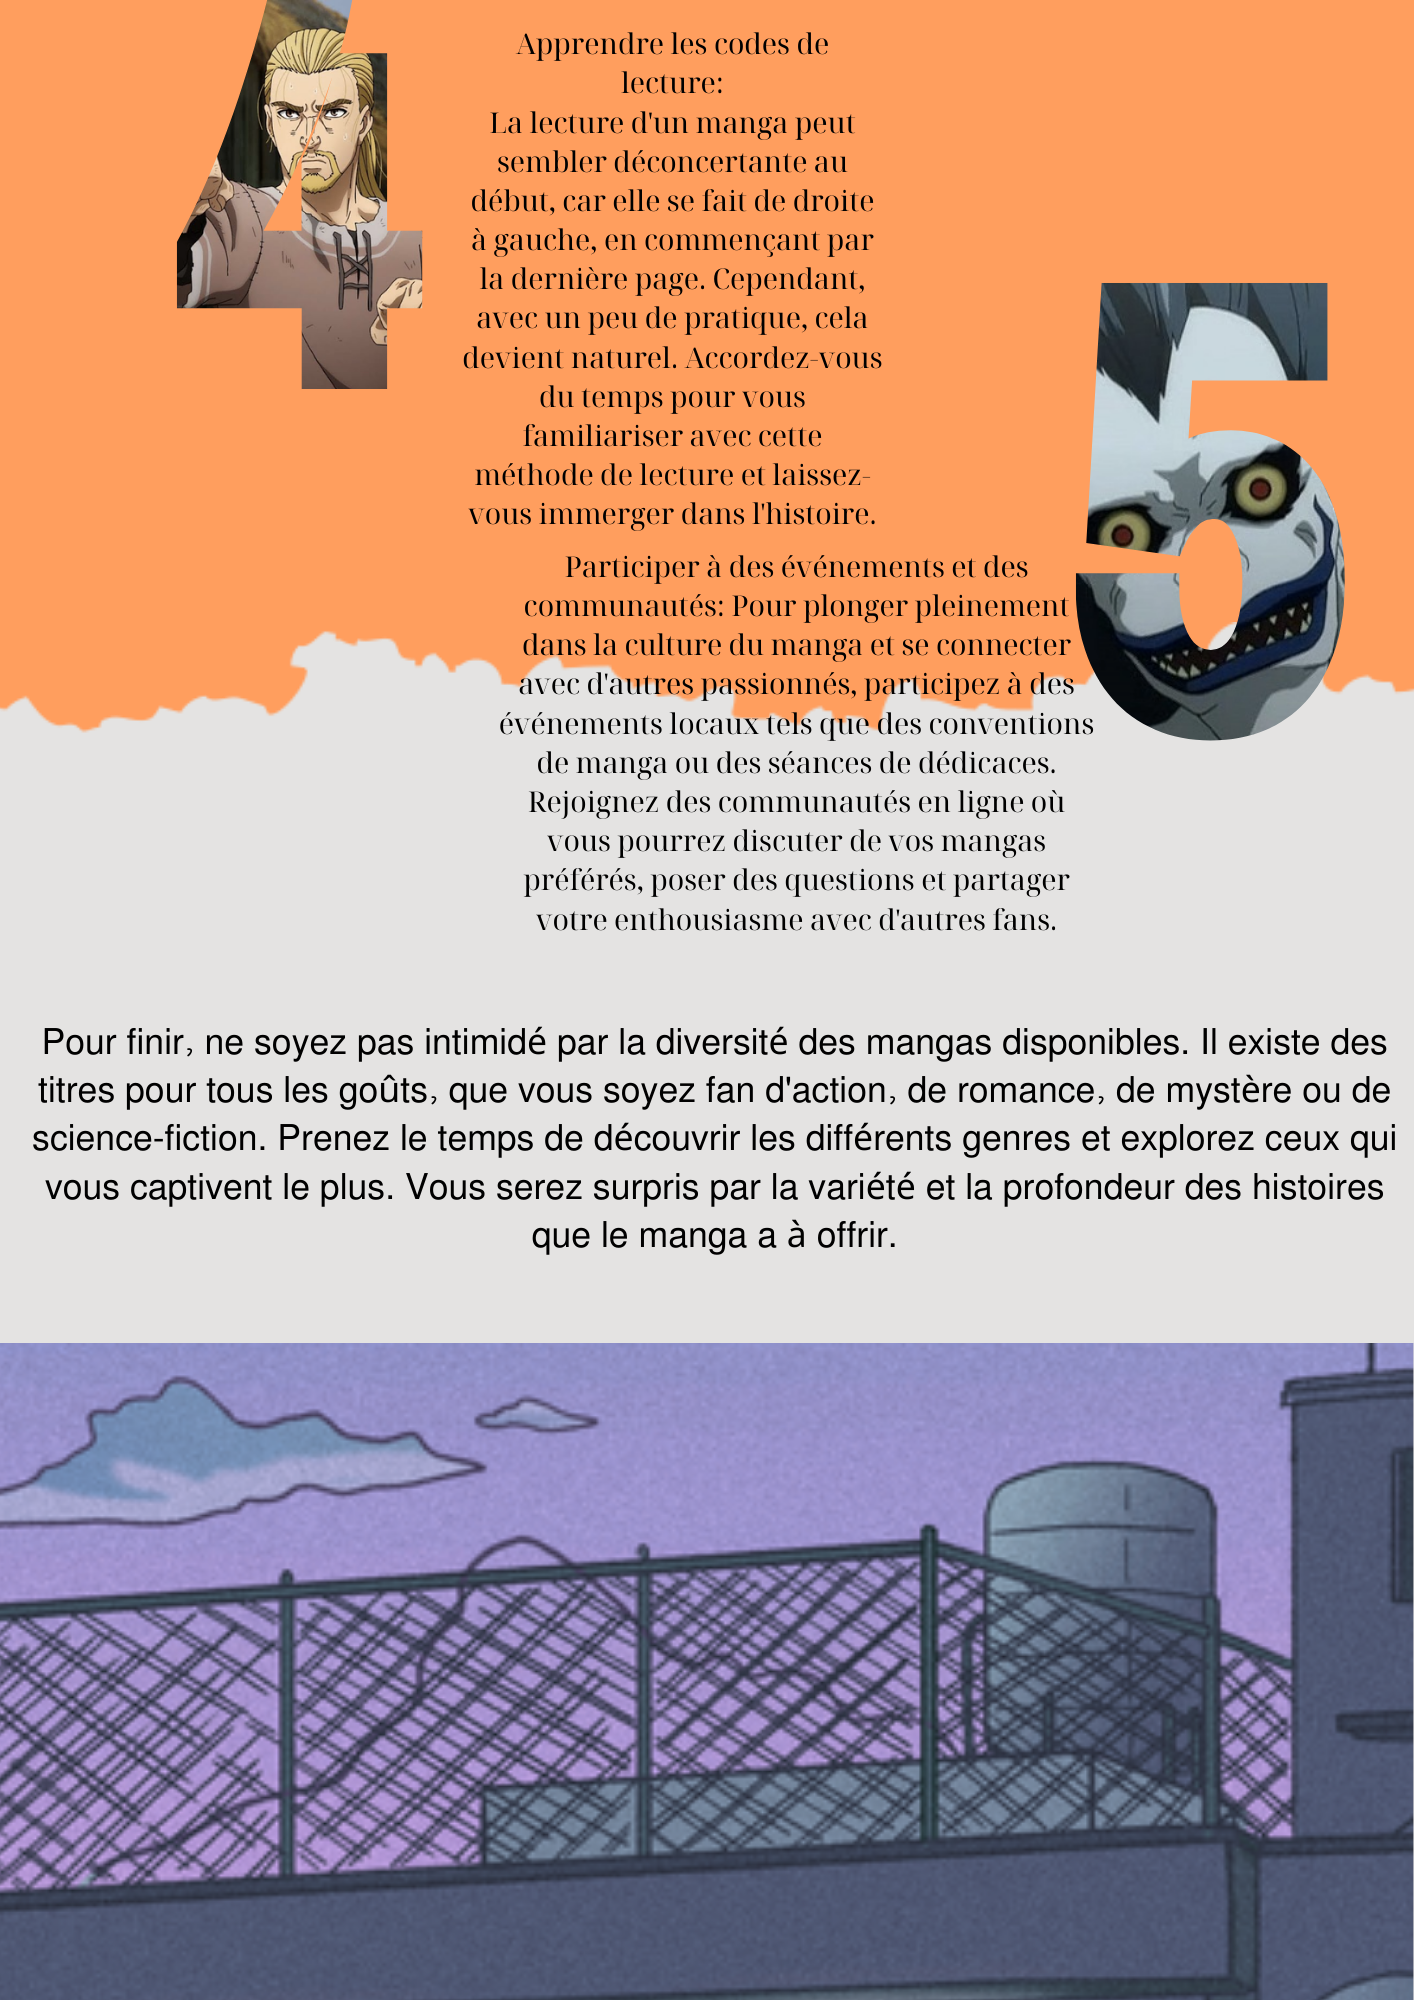 4
Apprendre les codes de
lecture:
La lecture d'un manga peut
sembler déconcertante au
début, car elle se fait de droite
à gauche, en commençant par
la dernière page. Cependant,
avec un peu de pratique, cela
devient naturel. Accordez-vous
du temps pour vous
familiariser avec cette
méthode de lecture et laissez-
vous immerger dans l'histoire.
5
Participer à des événements et des
communautés: Pour plonger pleinement
dans la culture du manga et se connecter
avec d'autres passionnés, participez à des
événements locaux tels que des conventions
de manga ou des séances de dédicaces.
Rejoignez des communautés en ligne où
vous pourrez discuter de vos mangas
préférés, poser des questions et partager
votre enthousiasme avec d'autres fans.
Pour finir, ne soyez pas intimidé par la diversité des mangas disponibles. Il existe des
titres pour tous les goûts, que vous soyez fan d'action, de romance, de mystère ou de
science-fiction. Prenez le temps de découvrir les différents genres et explorez ceux qui
vous captivent le plus. Vous serez surpris par la variété et la profondeur des histoires
que le manga a à offrir.